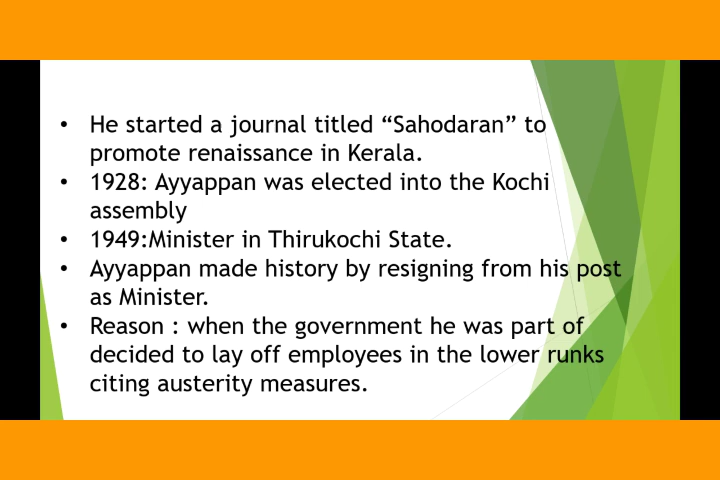 • He started a journal titled “Sahodaran” to
promote renaissance in Kerala.
• 1928: Ayyappan was elected into the Kochi
assembly
• 1949:Minister in Thirukochi State.
• Ayyappan made history by resigning from his post
as Minister.
• Reason : when the government he was part of
decided to lay off employees in the lower runks
citing austerity measures.